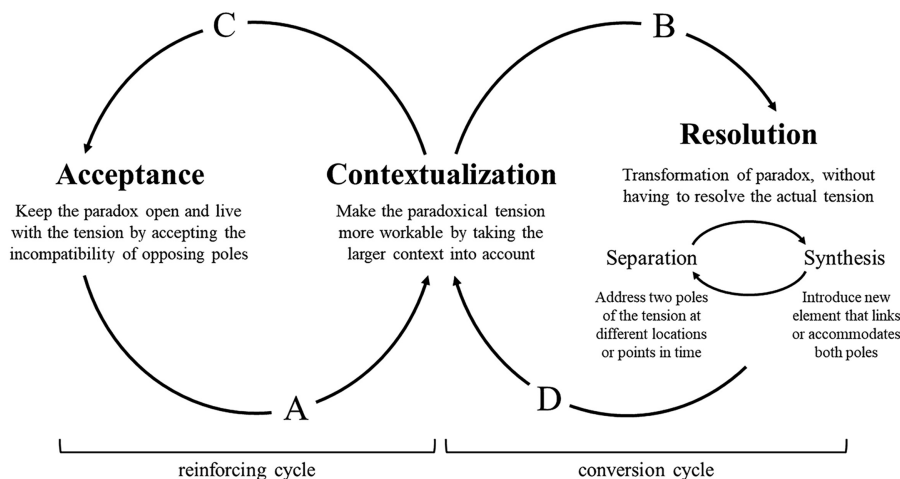 C
B
Acceptance
Keep the paradox open and live
with the tension by accepting the
incompatibility of opposing poles
Contextualization
Make the paradoxical tension
more workable by taking the
larger context into account
Resolution
Transformation of paradox, without
having to resolve the actual tension
Separation
Address two poles
of the tension at
different locations
or points in time
Synthesis
Introduce new
element that links
or accommodates
both poles
A
D
reinforcing cycle
conversion cycle